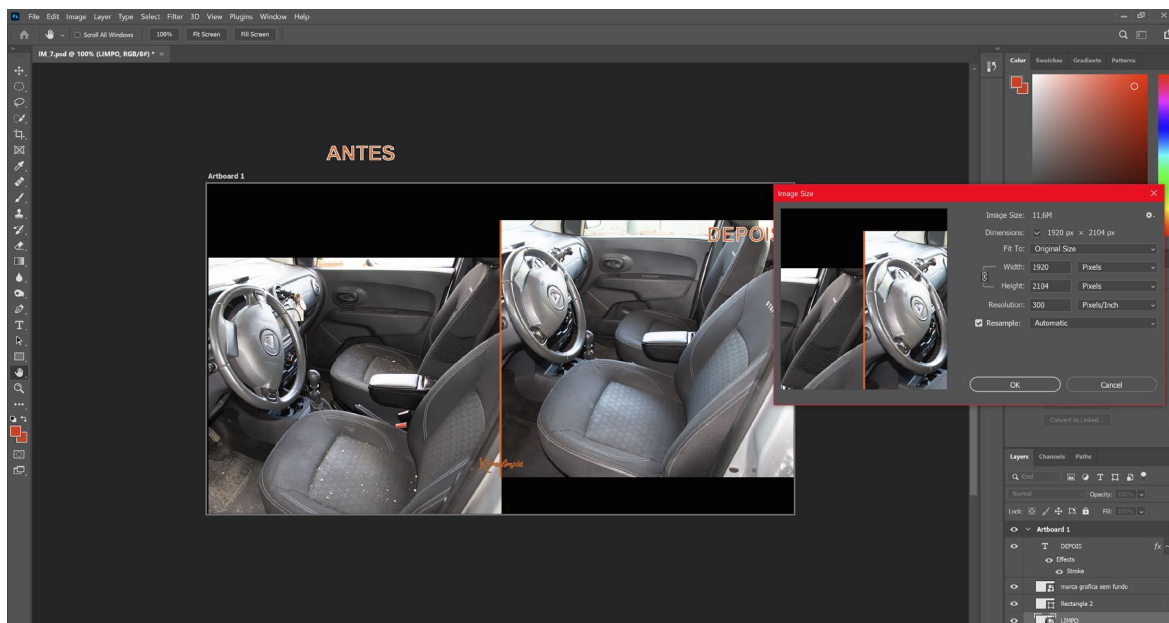 Ps File Edit Image Layer Type Select Filter 3D View Plugins Window Help
Scroll All Windows 100% Fit Screen Fill Screen
IM_7.psd @ 100% (LIMPO, RGB/8#) * ×
Color Swatches Gradients Patterns
ANTES
Artboard 1
DEPOIS
Image Size
Image Size: 11,6M
Dimensions: 1920 px × 2104 px
Fit To: Original Size
Width: 1920 Pixels
Height: 2104 Pixels
Resolution: 300 Pixels/Inch
Resample: Automatic
OK Cancel
Convert to Linked...
Layers Channels Paths
Kind
Normal Opacity: 100%
Lock: Fill: 100%
Artboard 1
T DEPOIS fx
Effects
Stroke
marca grafica sem fundo
Rectangle 2
LIMPO